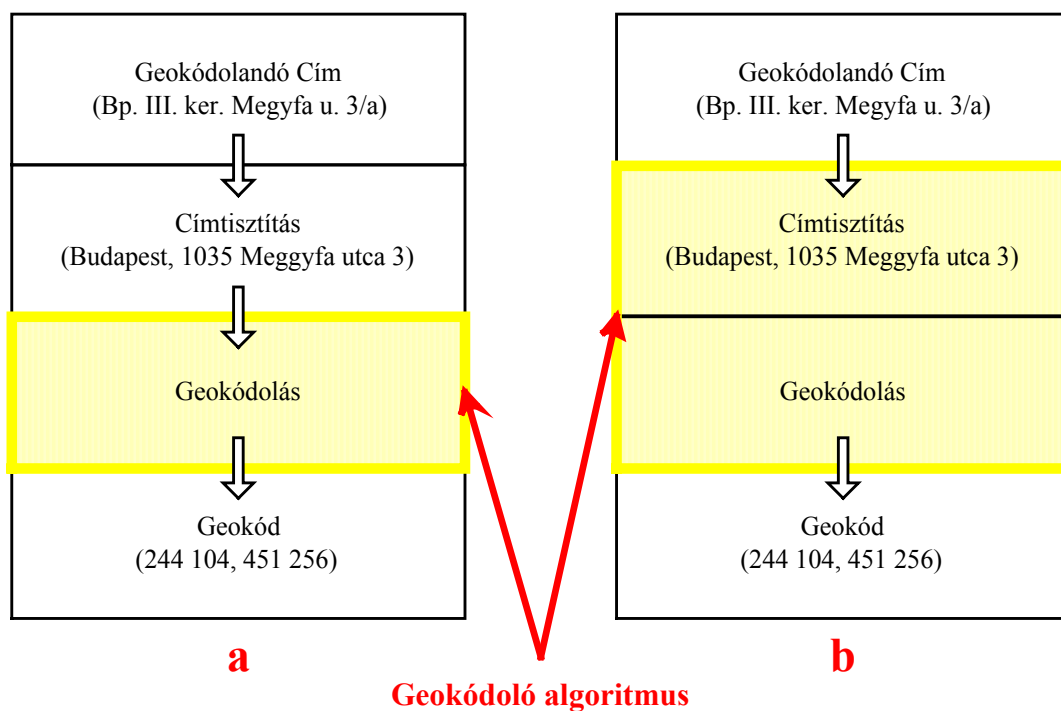 Geokódolandó Cím
(Bp. III. ker. Megyfa u. 3/a)
Címtisztítás
(Budapest, 1035 Meggyfa utca 3)
Geokódolás
Geokód
(244 104, 451 256)
a
Geokódolandó Cím
(Bp. III. ker. Megyfa u. 3/a)
Címtisztítás
(Budapest, 1035 Meggyfa utca 3)
Geokódolás
Geokód
(244 104, 451 256)
b
Geokódoló algoritmus